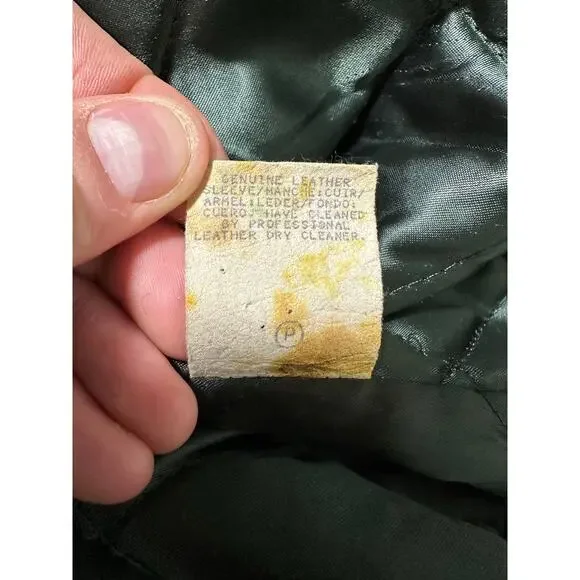 GENUINE LEATHER
SLEEVE/MANCHE:CUIR/
ARMEL:LEDER/FONDO:
CUERO; HAVE CLEANED
BY PROFESSIONAL
LEATHER DRY CLEANER.
P